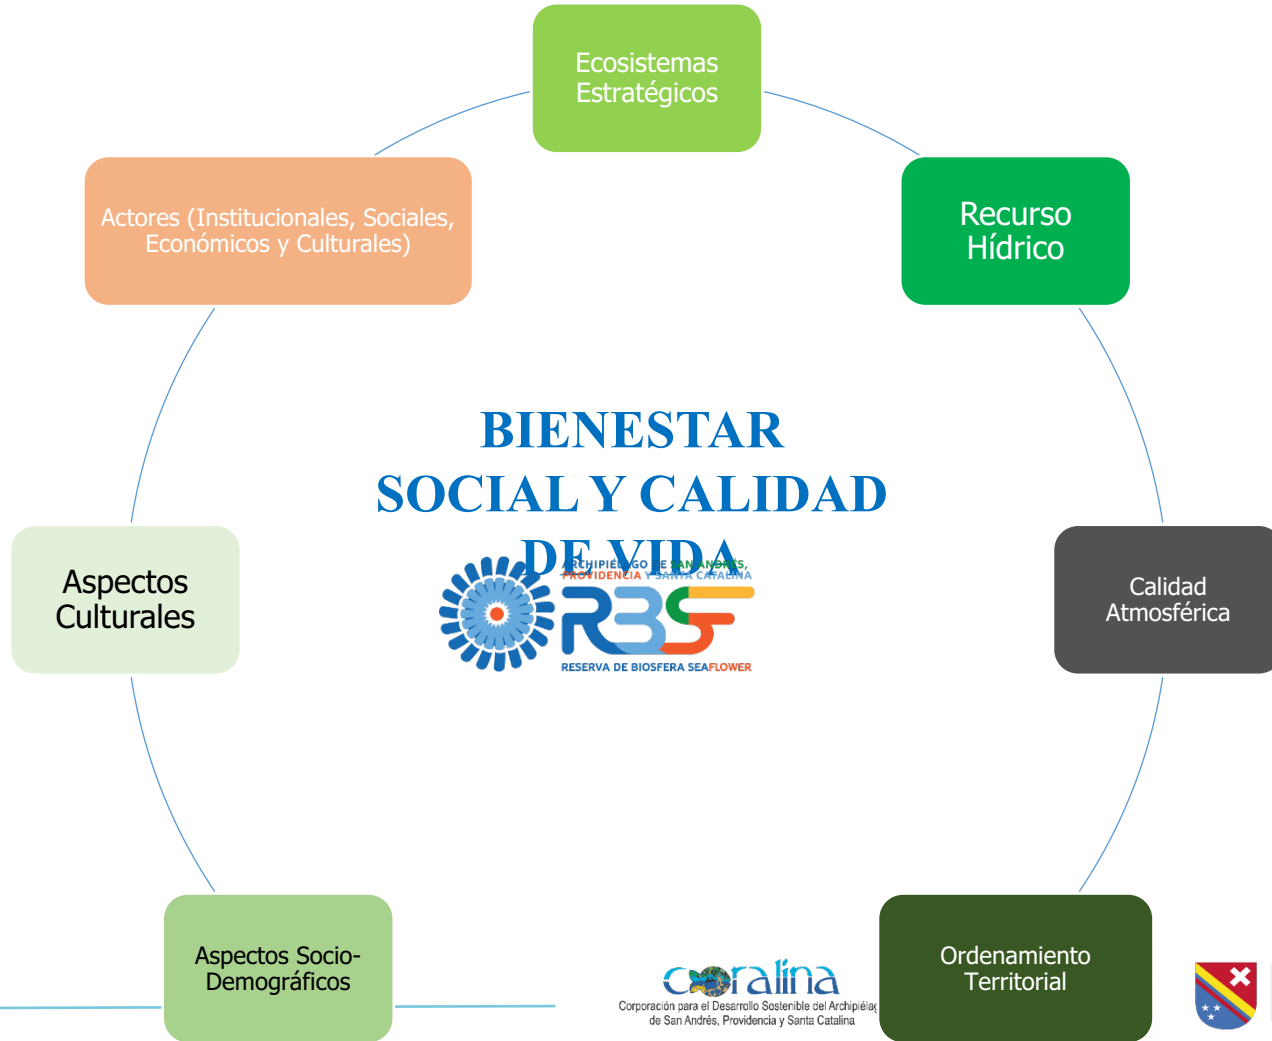 Ecosistemas
Estratégicos
Actores (Institucionales, Sociales,
Económicos y Culturales)
Recurso
Hídrico
BIENESTAR
SOCIAL Y CALIDAD
DE VIDA
ARCHIPIÉLAGO DE SAN ANDRÉS,
PROVIDENCIA Y SANTA CATALINA
RBSF
RESERVA DE BIOSFERA SEAFLOWER
Aspectos
Culturales
Calidad
Atmosférica
Aspectos Socio-
Demográficos
coralina
Corporación para el Desarrollo Sostenible del Archipiélag
de San Andrés, Providencia y Santa Catalina
Ordenamiento
Territorial